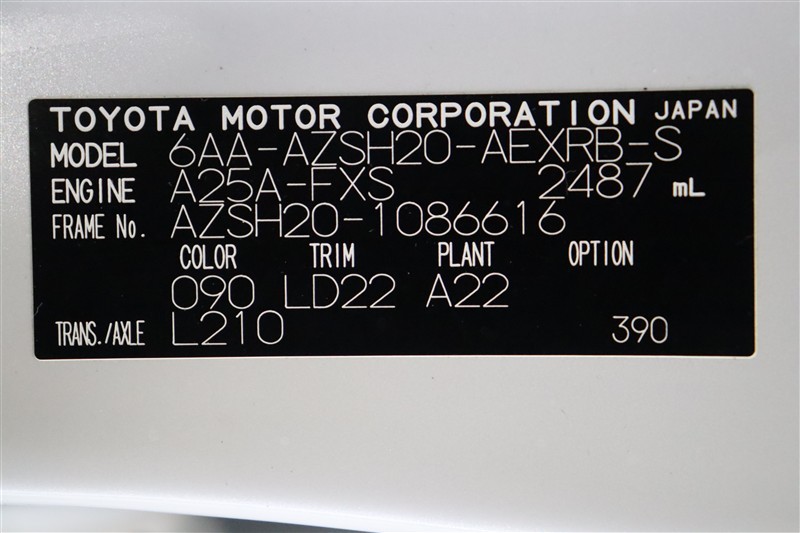 TOYOTA MOTOR CORPORATION JAPAN
MODEL 6AA-AZSH20-AEXRB-S
ENGINE A25A-FXS 2487 mL
FRAME No. AZSH20-1086616
COLOR TRIM PLANT OPTION
090 LD22 A22
TRANS./AXLE L210 390